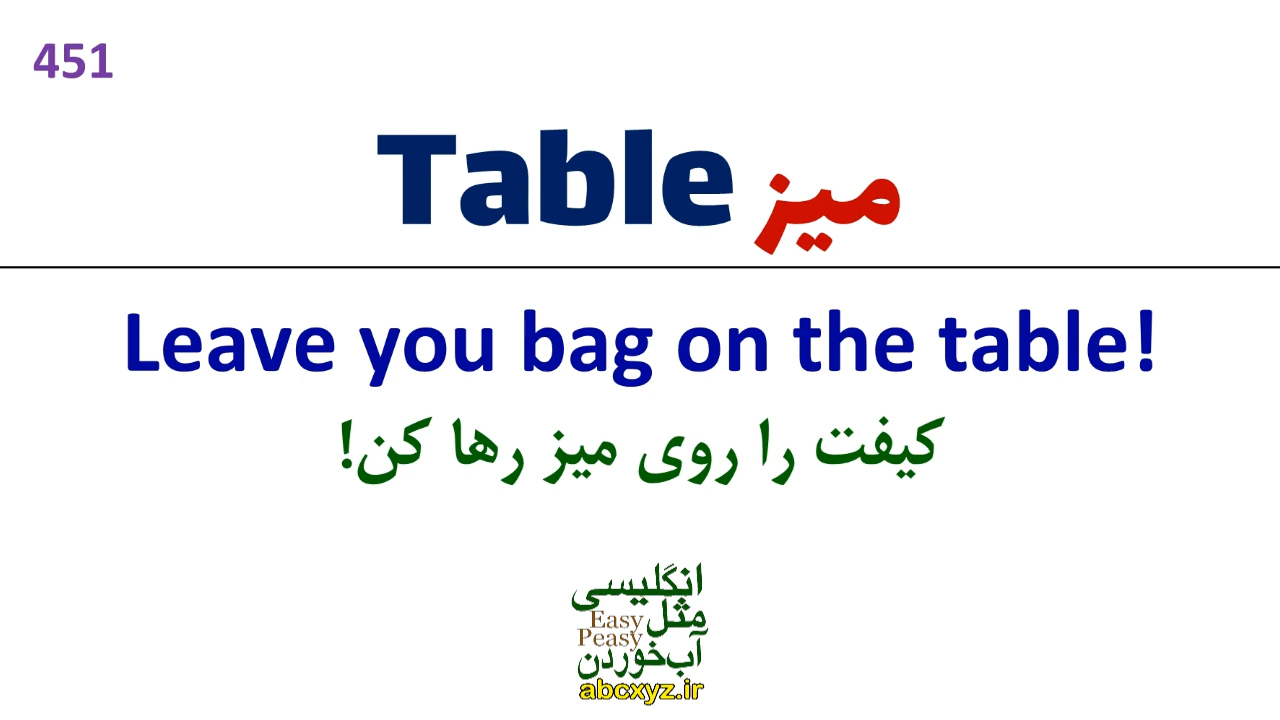 451
Table میز
Leave you bag on the table!
کیفت را روی میز رها کن!
انگلیسی
مثل Easy
Peasy
آب‌خوردن
abcxyz.ir